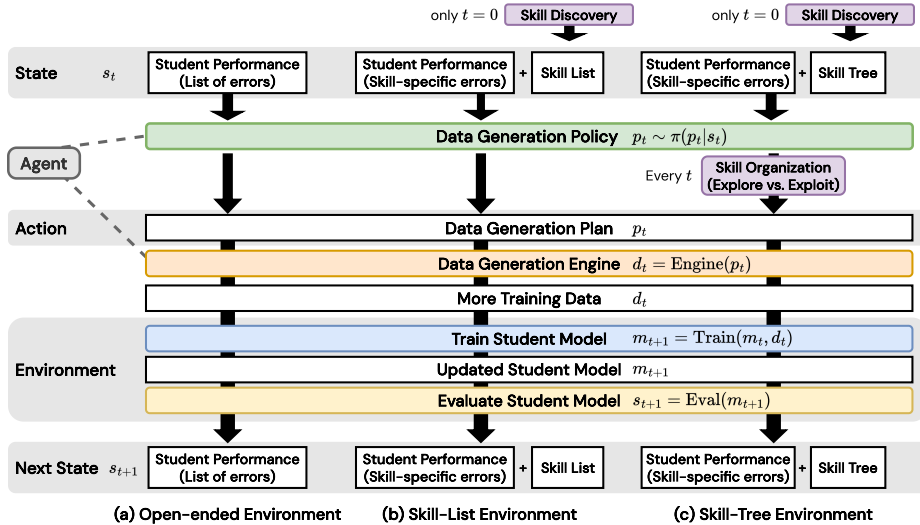 only t = 0 Skill Discovery only t = 0 Skill Discovery
State s_t Student Performance (List of errors) Student Performance (Skill-specific errors) + Skill List Student Performance (Skill-specific errors) + Skill Tree
Data Generation Policy p_t ∼ π(p_t|s_t)
Agent
Every t Skill Organization (Explore vs. Exploit)
Action Data Generation Plan p_t
Data Generation Engine d_t = Engine(p_t)
More Training Data d_t
Train Student Model m_{t+1} = Train(m_t, d_t)
Environment Updated Student Model m_{t+1}
Evaluate Student Model s_{t+1} = Eval(m_{t+1})
Next State s_{t+1} Student Performance (List of errors) Student Performance (Skill-specific errors) + Skill List Student Performance (Skill-specific errors) + Skill Tree
(a) Open-ended Environment (b) Skill-List Environment (c) Skill-Tree Environment